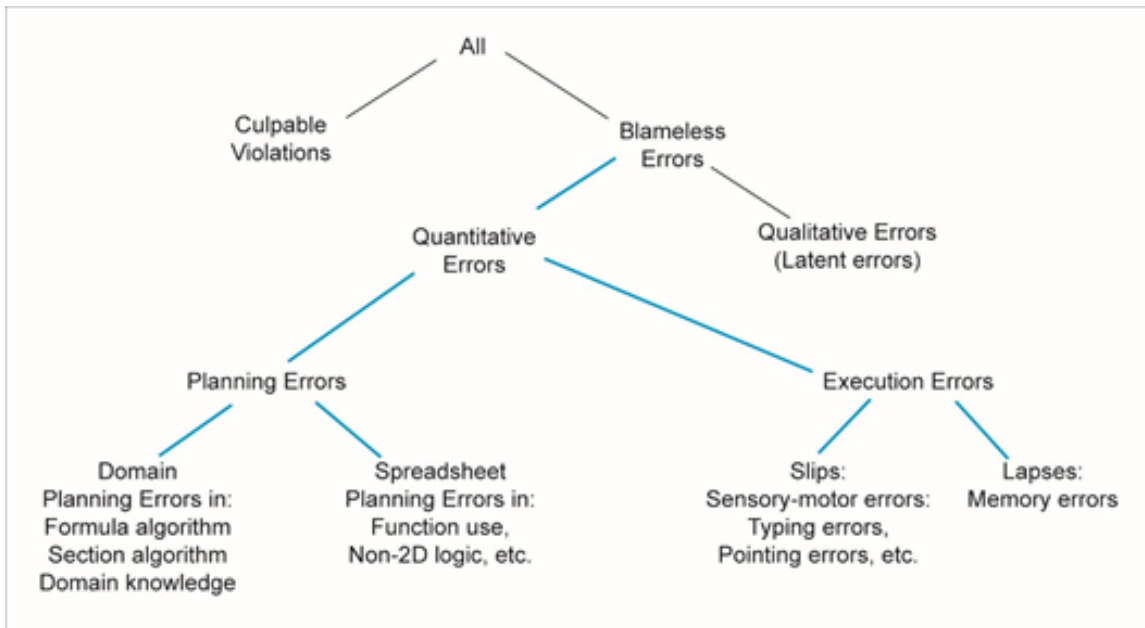 All
Culpable
Violations
Blameless
Errors
Quantitative
Errors
Qualitative Errors
(Latent errors)
Planning Errors
Execution Errors
Domain
Planning Errors in:
Formula algorithm
Section algorithm
Domain knowledge
Spreadsheet
Planning Errors in:
Function use,
Non-2D logic, etc.
Slips:
Sensory-motor errors:
Typing errors,
Pointing errors, etc.
Lapses:
Memory errors